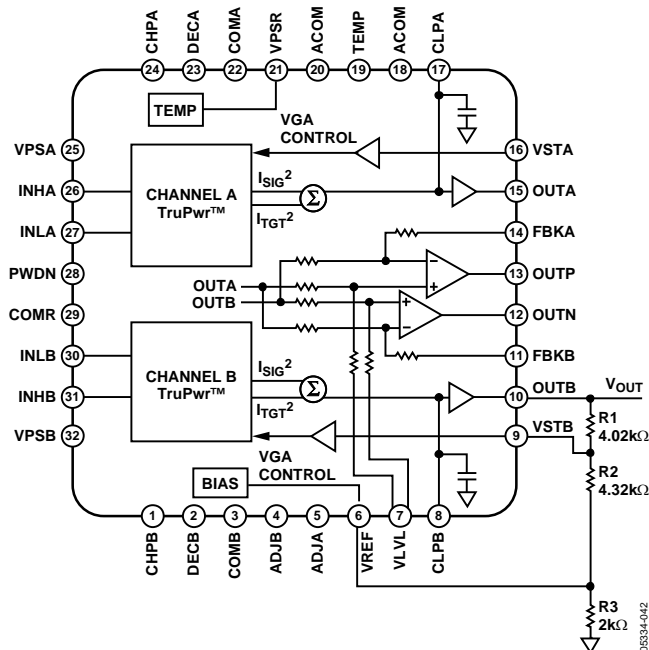 CHPA
DECA
COMA
VPSR
ACOM
TEMP
ACOM
CLPA
24
23
22
21
20
19
18
17
TEMP
VGA
CONTROL
VPSA 25
16 VSTA
INHA 26
CHANNEL A
TruPwr™
ISIG²
Σ
15 OUTA
ITGT²
INLA 27
14 FBKA
PWDN 28
OUTA
OUTB
−
+
13 OUTP
COMR 29
+
−
12 OUTN
INLB 30
11 FBKB
CHANNEL B
TruPwr™
ISIG²
Σ
ITGT²
INHB 31
10 OUTB
VOUT
VPSB 32
9 VSTB
R1
4.02kΩ
VGA
CONTROL
BIAS
R2
4.32kΩ
1
2
3
4
5
6
7
8
CHPB
DECB
COMB
ADJB
ADJA
VREF
VLVL
CLPB
R3
2kΩ
05334-042